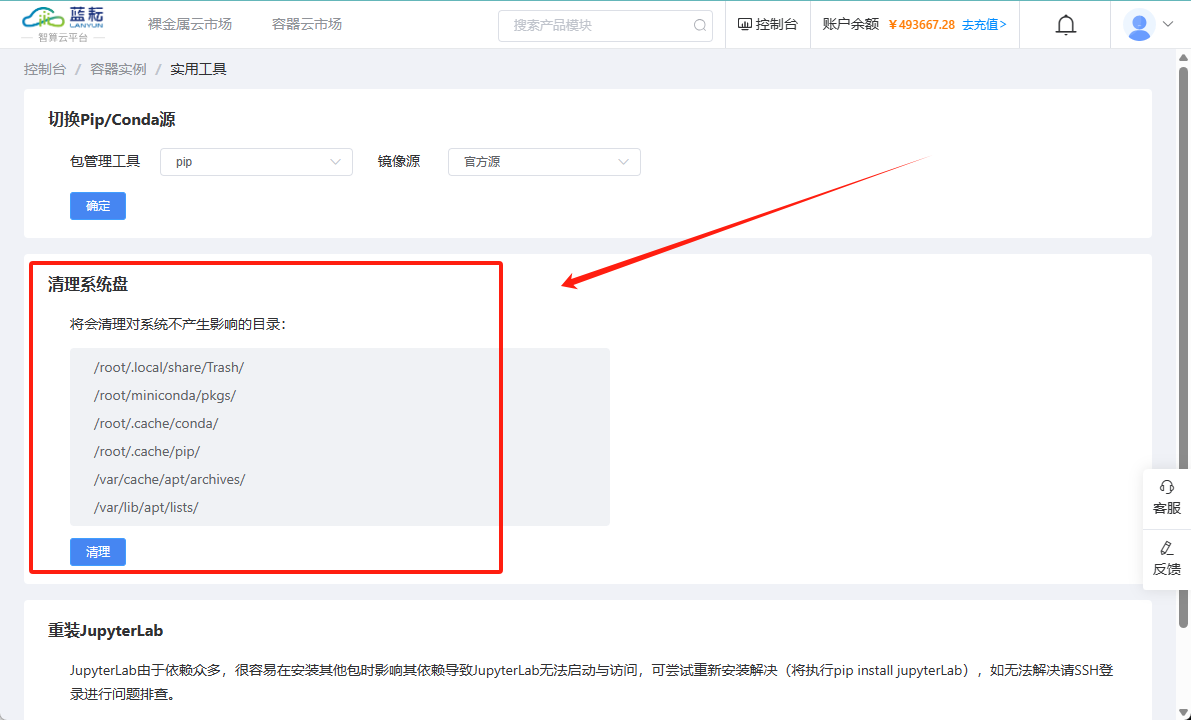 蓝耘
LANYUN
智算云平台
裸金属云市场
容器云市场
搜索产品模块
控制台
账户余额 ￥493667.28 去充值>
控制台 / 容器实例 / 实用工具
切换Pip/Conda源
包管理工具 pip 镜像源 官方源
确定
清理系统盘
将会清理对系统不产生影响的目录：
/root/.local/share/Trash/
/root/miniconda/pkgs/
/root/.cache/conda/
/root/.cache/pip/
/var/cache/apt/archives/
/var/lib/apt/lists/
清理
客服
反馈
重装JupyterLab
JupyterLab由于依赖众多，很容易在安装其他包时影响其依赖导致JupyterLab无法启动与访问，可尝试重新安装解决（将执行pip install jupyterLab），如无法解决请SSH登
录进行问题排查。